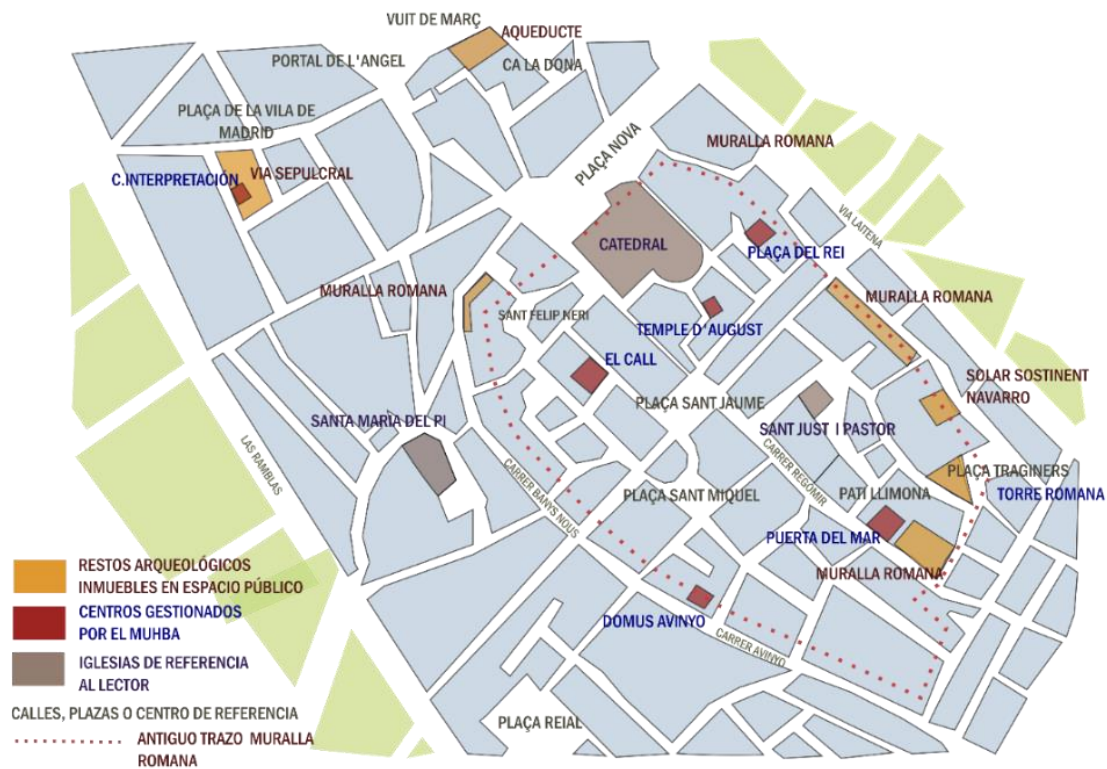 VUIT DE MARÇ
AQUEDUCTE
PORTAL DE L'ANGEL
CA LA DONA
PLAÇA DE LA VILA DE
MADRID
PLAÇA NOVA
MURALLA ROMANA
C.INTERPRETACIÓN
VIA SEPULCRAL
VIA LAITENA
CATEDRAL
PLAÇA DEL REI
MURALLA ROMANA
MURALLA ROMANA
SANT FELIP NERI
TEMPLE D'AUGUST
EL CALL
SOLAR SOSTINENT
NAVARRO
PLAÇA SANT JAUME
SANTA MARIA DEL PI
SANT JUST I PASTOR
LAS RAMBLAS
CARRER BANYS NOUS
CARRER REGOMIR
PLAÇA TRAGINERS
PATI LLIMONA
TORRE ROMANA
PLAÇA SANT MIQUEL
PUERTA DEL MAR
MURALLA ROMANA
DOMUS AVINYO
CARRER AVINYO
PLAÇA REIAL
RESTOS ARQUEOLÓGICOS
INMUEBLES EN ESPACIO PÚBLICO
CENTROS GESTIONADOS
POR EL MUHBA
IGLESIAS DE REFERENCIA
AL LECTOR
CALLES, PLAZAS O CENTRO DE REFERENCIA
ANTIGUO TRAZO MURALLA
ROMANA